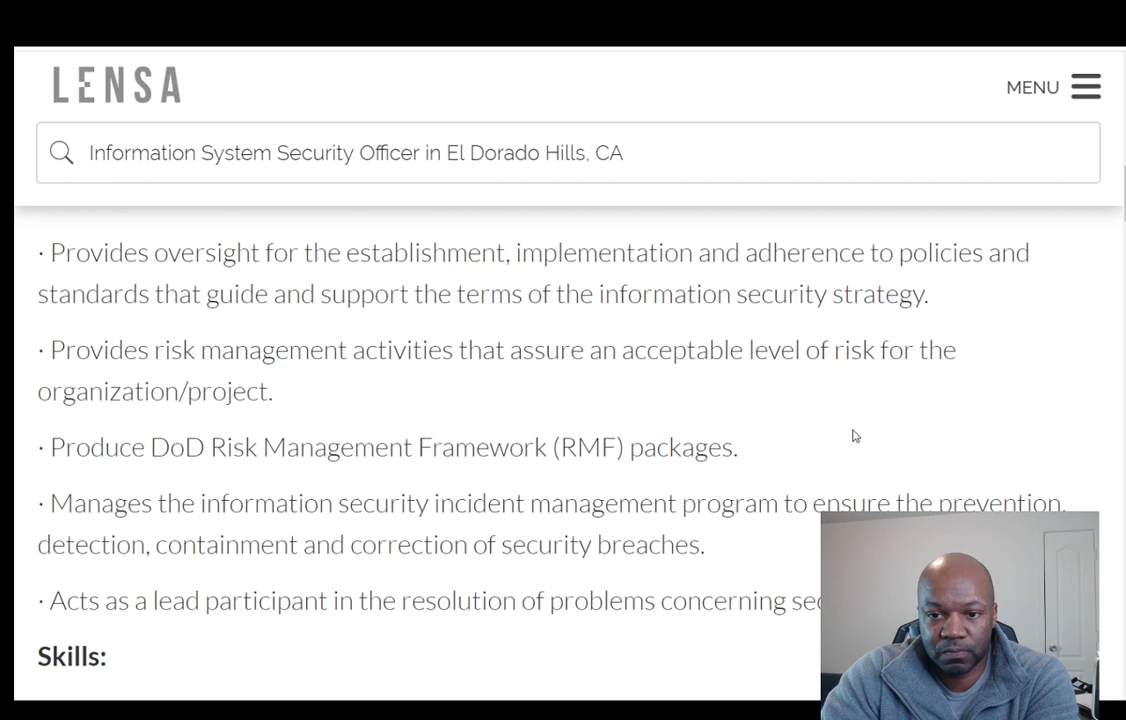 LENSA
MENU
Information System Security Officer in El Dorado Hills, CA
· Provides oversight for the establishment, implementation and adherence to policies and
standards that guide and support the terms of the information security strategy.
· Provides risk management activities that assure an acceptable level of risk for the
organization/project.
· Produce DoD Risk Management Framework (RMF) packages.
· Manages the information security incident management program to ensure the prevention,
detection, containment and correction of security breaches.
· Acts as a lead participant in the resolution of problems concerning
Skills: